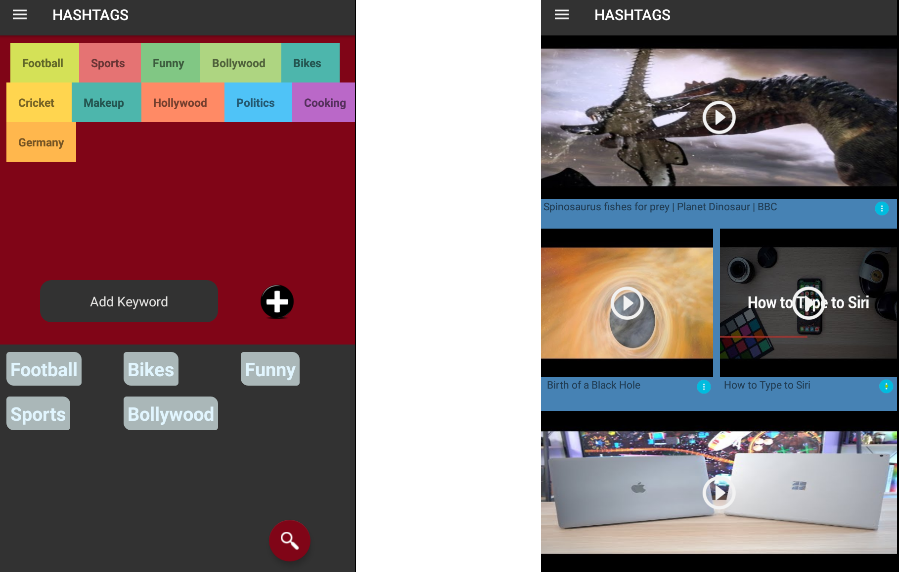 HASHTAGS
Football Sports Funny Bollywood Bikes
Cricket Makeup Hollywood Politics Cooking
Germany
Add Keyword
Football Bikes Funny
Sports Bollywood
HASHTAGS
Spinosaurus fishes for prey | Planet Dinosaur | BBC
How to Type to Siri
Birth of a Black Hole
How to Type to Siri